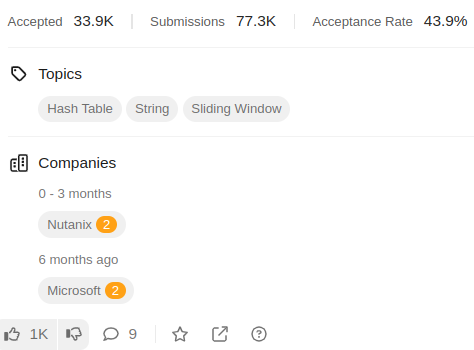 Accepted 33.9K Submissions 77.3K Acceptance Rate 43.9%
Topics
Hash Table String Sliding Window
Companies
0 - 3 months
Nutanix 2
6 months ago
Microsoft 2
1K 9